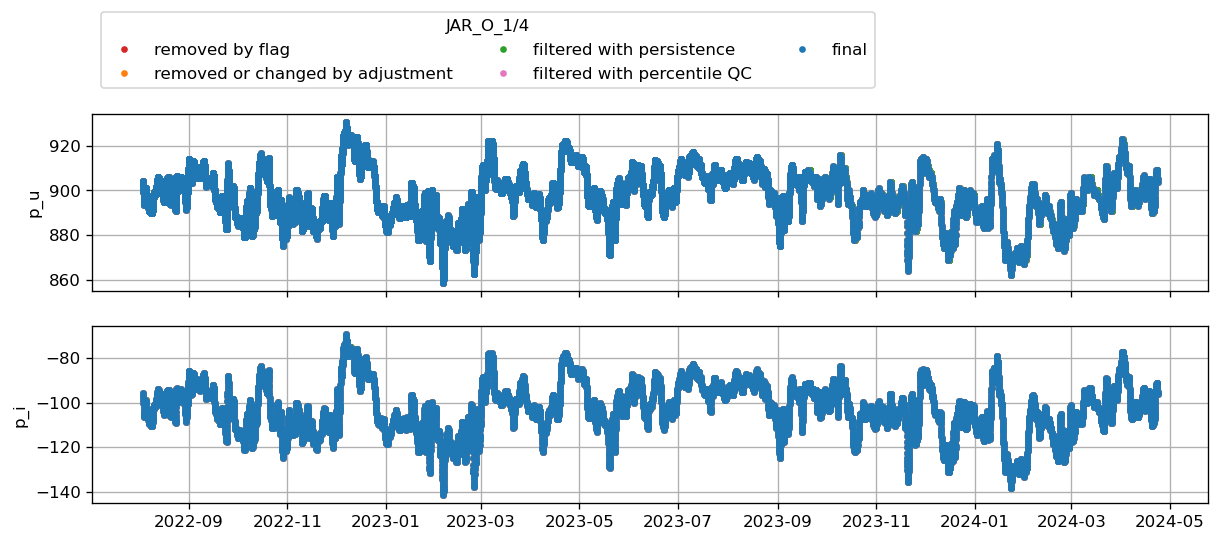 JAR_O_1/4
removed by flag
filtered with persistence
final
removed or changed by adjustment
filtered with percentile QC
p_u
920
900
880
860
p_i
−80
−100
−120
−140
2022-09
2022-11
2023-01
2023-03
2023-05
2023-07
2023-09
2023-11
2024-01
2024-03
2024-05